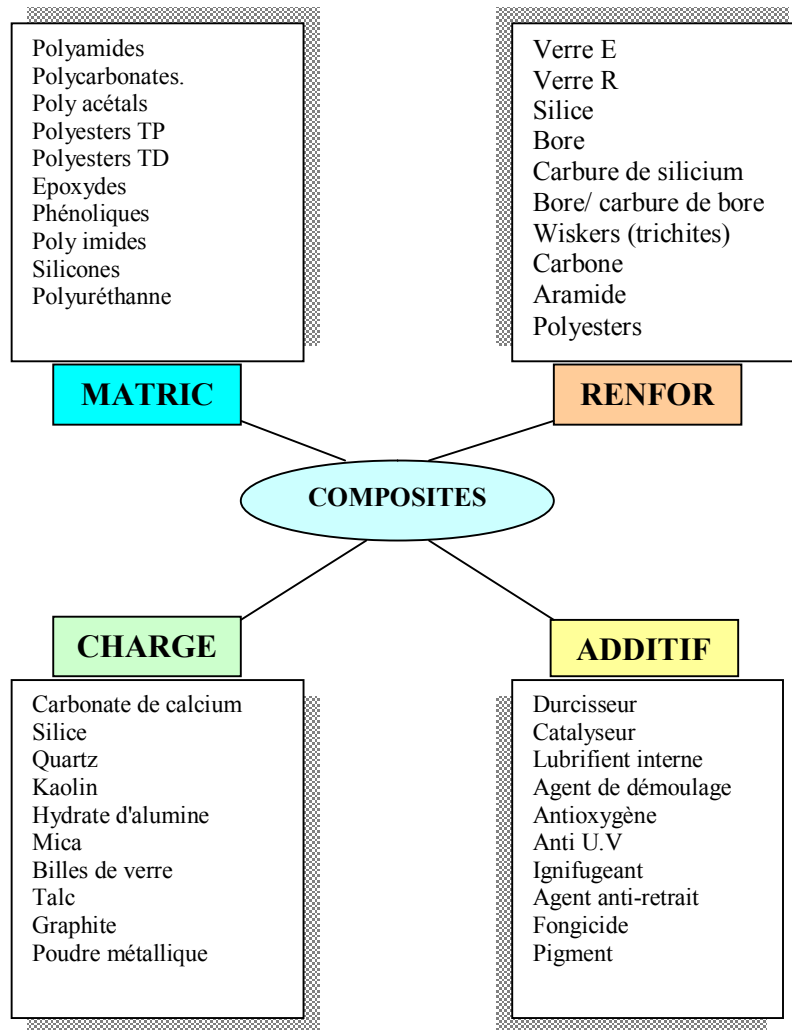 Polyamides
Polycarbonates.
Poly acétals
Polyesters TP
Polyesters TD
Epoxydes
Phénoliques
Poly imides
Silicones
Polyuréthanne
MATRIC
Verre E
Verre R
Silice
Bore
Carbure de silicium
Bore/ carbure de bore
Wiskers (trichites)
Carbone
Aramide
Polyesters
RENFOR
COMPOSITES
CHARGE
Carbonate de calcium
Silice
Quartz
Kaolin
Hydrate d'alumine
Mica
Billes de verre
Talc
Graphite
Poudre métallique
ADDITIF
Durcisseur
Catalyseur
Lubrifient interne
Agent de démoulage
Antioxygène
Anti U.V
Ignifugeant
Agent anti-retrait
Fongicide
Pigment